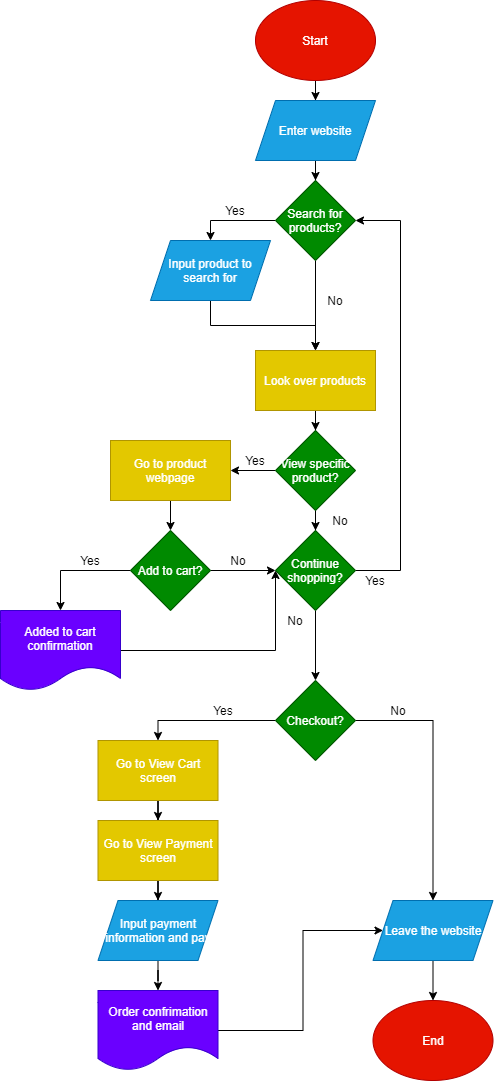 Start
Enter website
Search for
products?
Yes
Input product to
search for
No
Look over products
View specific
product?
Yes
Go to product
webpage
No
Add to cart?
Yes
No
Continue
shopping?
Yes
Added to cart
confirmation
No
Checkout?
Yes
No
Go to View Cart
screen
Go to View Payment
screen
Input payment
information and pay
Leave the website
Order confrimation
and email
End